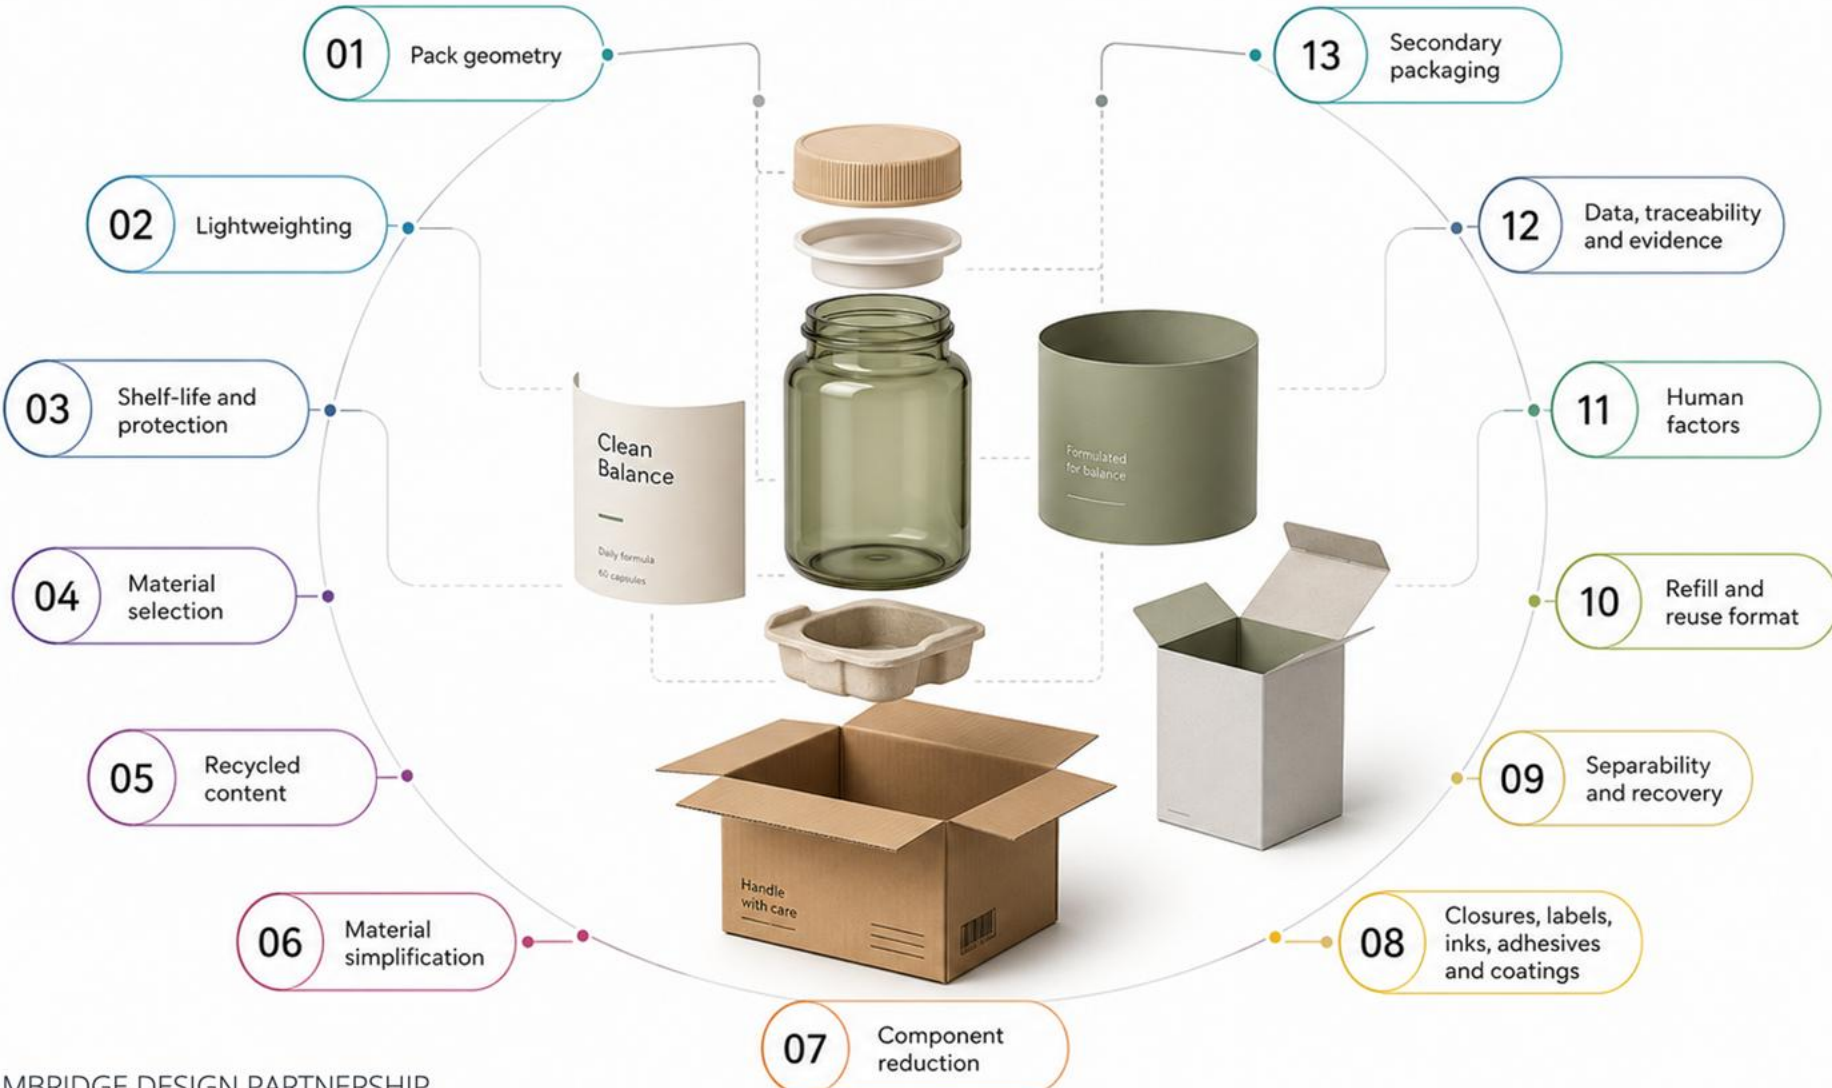 01
Pack geometry
02
Lightweighting
03
Shelf-life and
protection
04
Material
selection
05
Recycled
content
06
Material
simplification
07
Component
reduction
08
Closures, labels,
inks, adhesives
and coatings
09
Separability
and recovery
10
Refill and
reuse format
11
Human
factors
12
Data, traceability
and evidence
13
Secondary
packaging
Clean
Balance
Daily formula
60 capsules
Formulated
for balance
Handle
with care
MBRIDGE DESIGN PARTNERSHIP